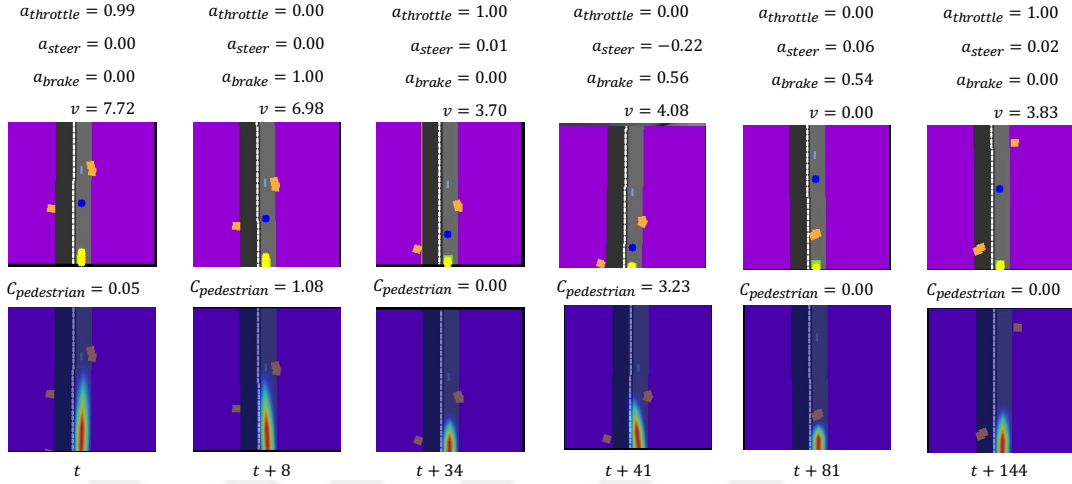 a_throttle = 0.99 a_throttle = 0.00 a_throttle = 1.00 a_throttle = 0.00 a_throttle = 0.00 a_throttle = 1.00
a_steer = 0.00 a_steer = 0.00 a_steer = 0.01 a_steer = −0.22 a_steer = 0.06 a_steer = 0.02
a_brake = 0.00 a_brake = 1.00 a_brake = 0.00 a_brake = 0.56 a_brake = 0.54 a_brake = 0.00
v = 7.72 v = 6.98 v = 3.70 v = 4.08 v = 0.00 v = 3.83
C_pedestrian = 0.05 C_pedestrian = 1.08 C_pedestrian = 0.00 C_pedestrian = 3.23 C_pedestrian = 0.00 C_pedestrian = 0.00
t t + 8 t + 34 t + 41 t + 81 t + 144